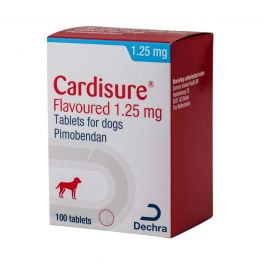 1.25 mg
Cardisure®
Flavoured 1.25 mg
Tablets for dogs
Pimobendan
100 tablets
Dechra